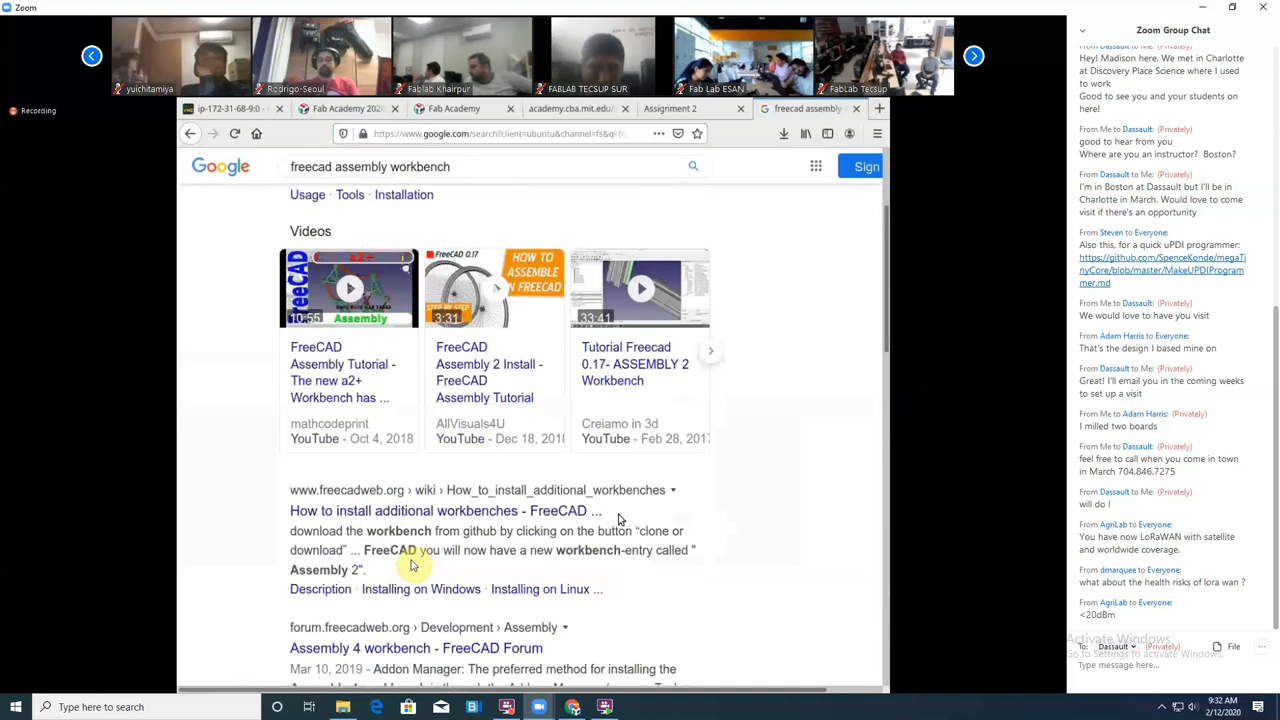 Zoom
yuichitamiya
Rodrigo-Seoul
Fablab Khairpur
FABLAB TECSUP SUR
Fab Lab ESAN
FabLab Tecsup
Recording
ip-172-31-68-9:0
Fab Academy 2020
Fab Academy
academy.cba.mit.edu/
Assignment 2
freecad assembly
https://www.google.com/search?client=ubuntu&channel=fs&q=fr
Google
freecad assembly workbench
Sign
Usage · Tools · Installation
Videos
FreeCAD
a2+
10:55
Assembly
FreeCAD 0.17
HOW TO
ASSEMBLE
IN FREECAD
STEP BY STEP
3:31
33:41
FreeCAD
Assembly Tutorial -
The new a2+
Workbench has ...
mathcodeprint
YouTube - Oct 4, 2018
FreeCAD
Assembly 2 Install -
FreeCAD
Assembly Tutorial
AllVisuals4U
YouTube - Dec 18, 201
Tutorial Freecad
0.17- ASSEMBLY 2
Workbench
Creiamo in 3d
YouTube - Feb 28, 201
www.freecadweb.org › wiki › How_to_install_additional_workbenches
How to install additional workbenches - FreeCAD ...
download the workbench from github by clicking on the button “clone or
download” ... FreeCAD you will now have a new workbench-entry called "
Assembly 2”.
Description · Installing on Windows · Installing on Linux ...
forum.freecadweb.org › Development › Assembly
Assembly 4 workbench - FreeCAD Forum
Mar 10, 2019 - Addon Manager: The preferred method for installing the
Zoom Group Chat
From Dassault to Me: (Privately)
Hey! Madison here. We met in Charlotte
at Discovery Place Science where I used
to work
Good to see you and your students on
here!
From Me to Dassault: (Privately)
good to hear from you
Where are you an instructor? Boston?
From Dassault to Me: (Privately)
I'm in Boston at Dassault but I'll be in
Charlotte in March. Would love to come
visit if there's an opportunity
From Steven to Everyone:
Also this, for a quick uPDI programmer:
https://github.com/SpenceKonde/megaTi
nyCore/blob/master/MakeUPDIProgram
mer.md
From Dassault to Me: (Privately)
We would love to have you visit
From Adam Harris to Everyone:
That's the design I based mine on
From Dassault to Me: (Privately)
Great! I'll email you in the coming weeks
to set up a visit
From Me to Adam Harris: (Privately)
I milled two boards
From Me to Dassault: (Privately)
feel free to call when you come in town
in March 704.846.7275
From Dassault to Me: (Privately)
will do !
From AgriLab to Everyone:
You have now LoRaWAN with satellite
and worldwide coverage.
From dmarquee to Everyone:
what about the health risks of lora wan ?
From AgriLab to Everyone:
<20dBm
Activate Windows
Go to Settings to activate Windows.
To: Dassault (Privately)
File
Type message here...
Type here to search
9:32 AM
2/12/2020